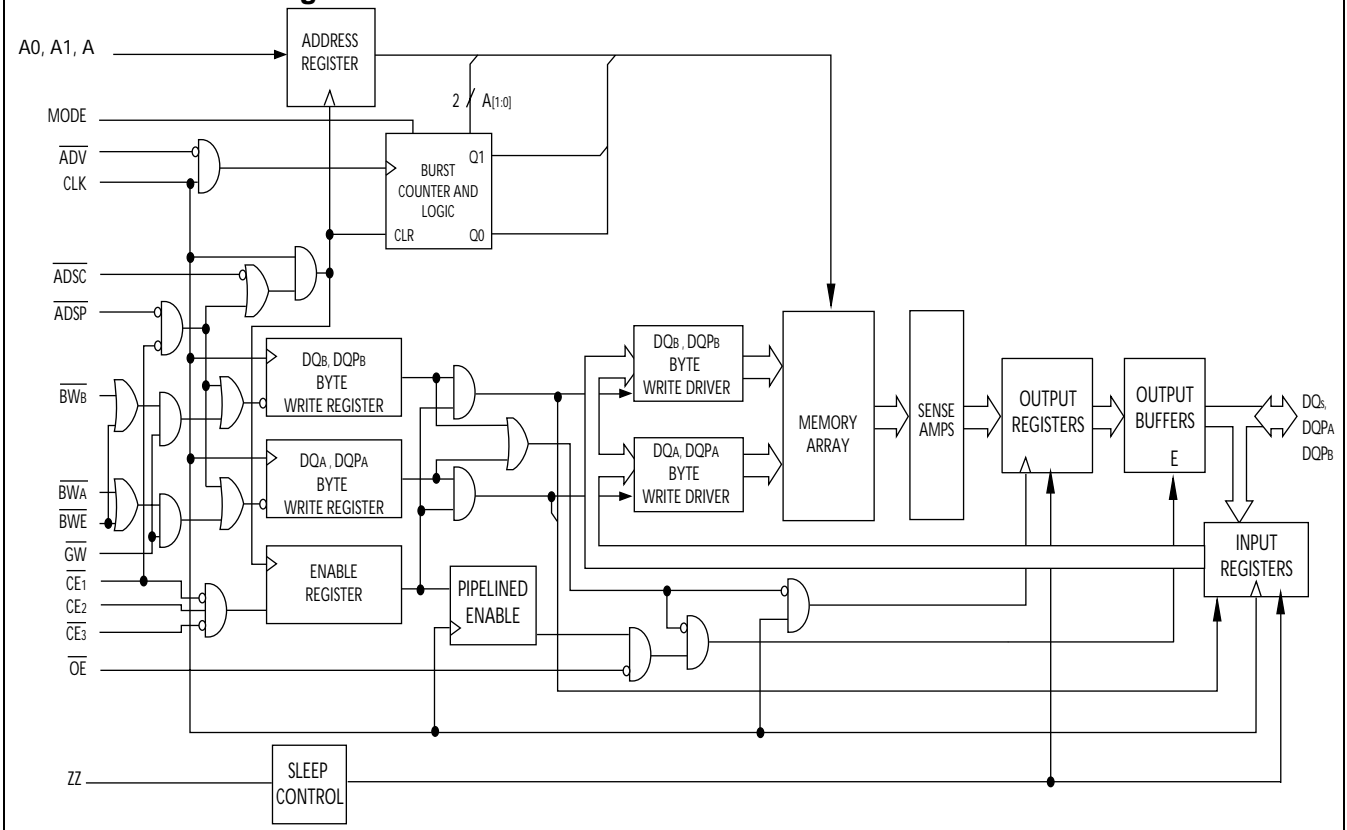 A0, A1, A
ADDRESS
REGISTER
2
A[1:0]
MODE
ADV
CLK
BURST
COUNTER AND
LOGIC
Q1
CLR
Q0
ADSC
ADSP
DQB, DQPB
BYTE
WRITE REGISTER
DQB, DQPB
BYTE
WRITE DRIVER
MEMORY
ARRAY
SENSE
AMPS
OUTPUT
REGISTERS
OUTPUT
BUFFERS
E
DQs,
DQPA
DQPB
BWB
DQA, DQPA
BYTE
WRITE REGISTER
DQA, DQPA
BYTE
WRITE DRIVER
BWA
BWE
GW
CE1
CE2
CE3
ENABLE
REGISTER
PIPELINED
ENABLE
INPUT
REGISTERS
OE
ZZ
SLEEP
CONTROL